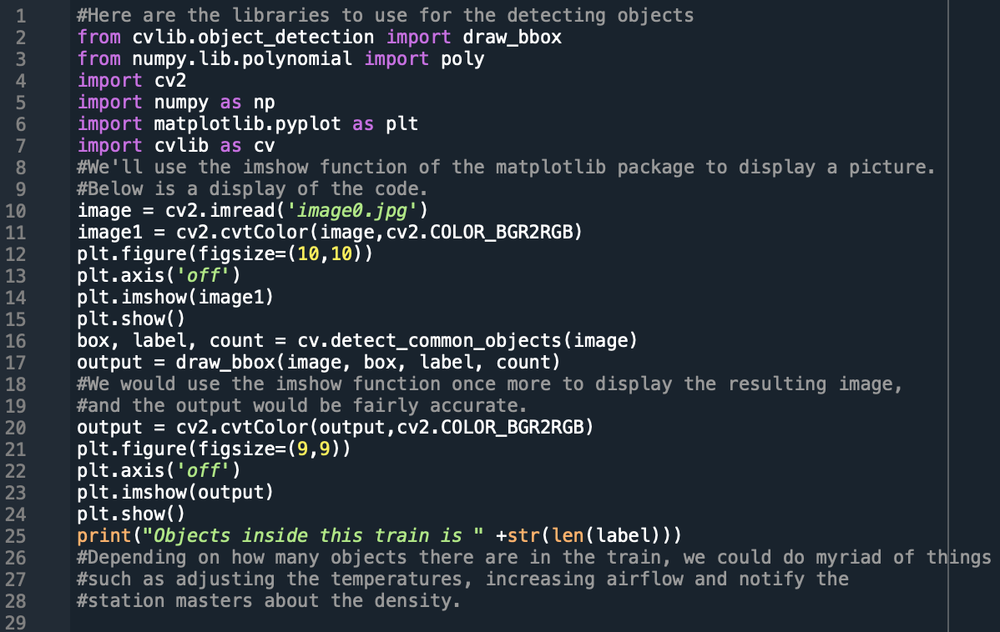 1 #Here are the libraries to use for the detecting objects
2 from cvlib.object_detection import draw_bbox
3 from numpy.lib.polynomial import poly
4 import cv2
5 import numpy as np
6 import matplotlib.pyplot as plt
7 import cvlib as cv
8 #We'll use the imshow function of the matplotlib package to display a picture.
9 #Below is a display of the code.
10 image = cv2.imread('image0.jpg')
11 image1 = cv2.cvtColor(image,cv2.COLOR_BGR2RGB)
12 plt.figure(figsize=(10,10))
13 plt.axis('off')
14 plt.imshow(image1)
15 plt.show()
16 box, label, count = cv.detect_common_objects(image)
17 output = draw_bbox(image, box, label, count)
18 #We would use the imshow function once more to display the resulting image,
19 #and the output would be fairly accurate.
20 output = cv2.cvtColor(output,cv2.COLOR_BGR2RGB)
21 plt.figure(figsize=(9,9))
22 plt.axis('off')
23 plt.imshow(output)
24 plt.show()
25 print("Objects inside this train is " +str(len(label)))
26 #Depending on how many objects there are in the train, we could do myriad of things
27 #such as adjusting the temperatures, increasing airflow and notify the
28 #station masters about the density.
29